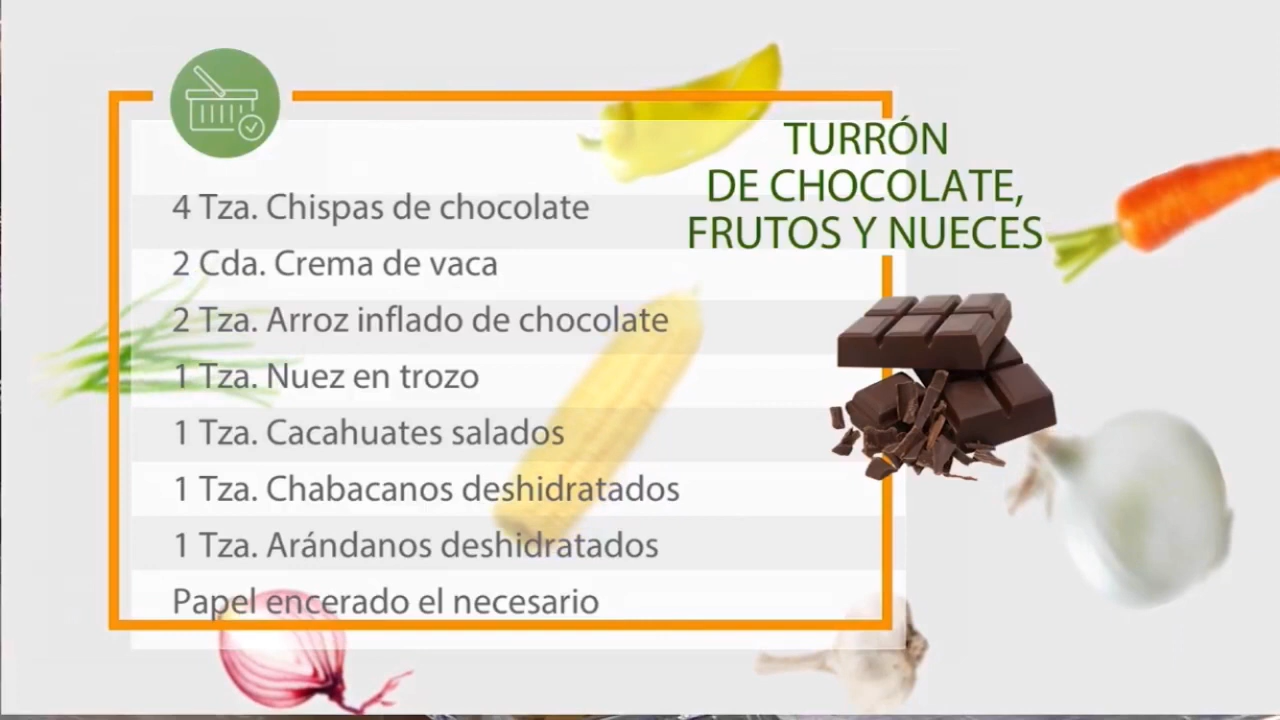 TURRÓN
DE CHOCOLATE,
FRUTOS Y NUECES
4 Tza. Chispas de chocolate
2 Cda. Crema de vaca
2 Tza. Arroz inflado de chocolate
1 Tza. Nuez en trozo
1 Tza. Cacahuates salados
1 Tza. Chabacanos deshidratados
1 Tza. Arándanos deshidratados
Papel encerado el necesario